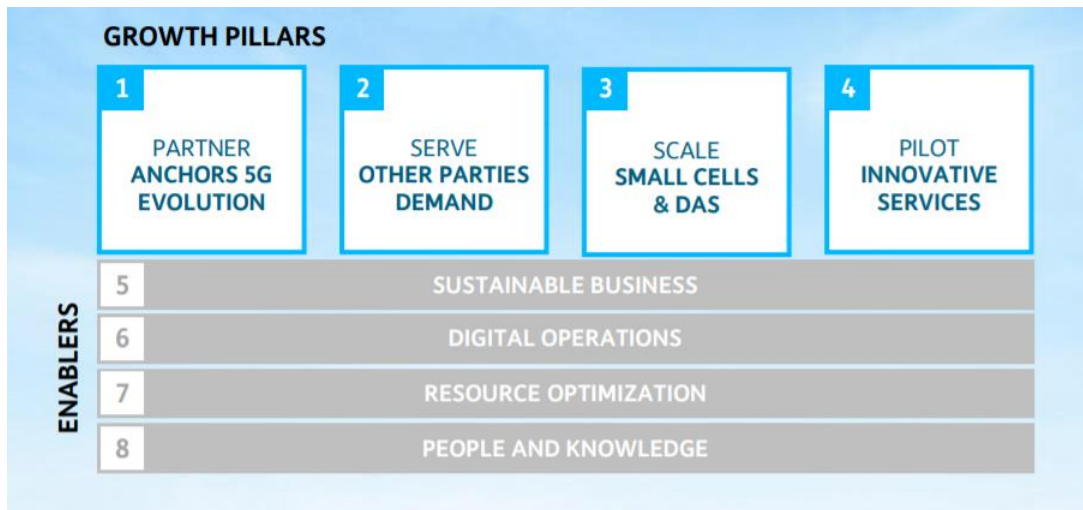 GROWTH PILLARS
1
PARTNER
ANCHORS 5G
EVOLUTION
2
SERVE
OTHER PARTIES
DEMAND
3
SCALE
SMALL CELLS
& DAS
4
PILOT
INNOVATIVE
SERVICES
ENABLERS
5 SUSTAINABLE BUSINESS
6 DIGITAL OPERATIONS
7 RESOURCE OPTIMIZATION
8 PEOPLE AND KNOWLEDGE